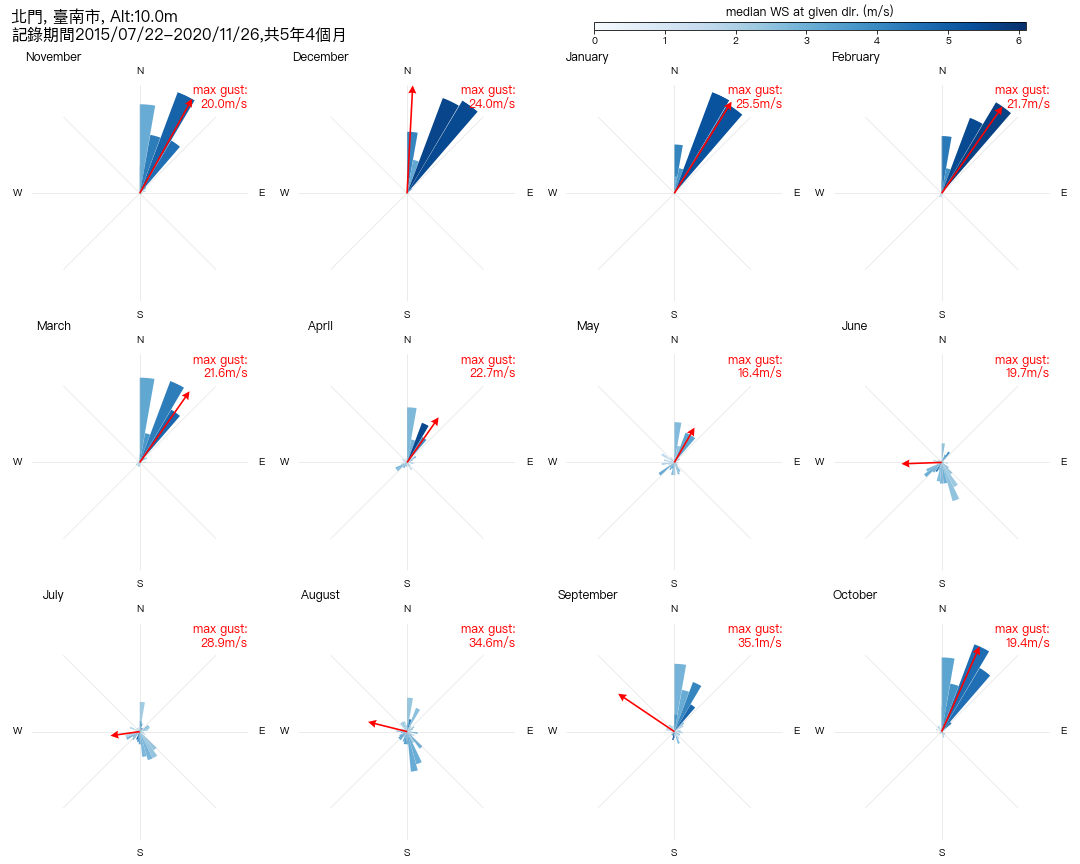 北門, 臺南市, Alt:10.0m
記錄期間2015/07/22-2020/11/26,共5年4個月
median WS at given dir. (m/s)
0 1 2 3 4 5 6
November
N
max gust:
20.0m/s
W
E
S
December
N
max gust:
24.0m/s
W
E
S
January
N
max gust:
25.5m/s
W
E
S
February
N
max gust:
21.7m/s
W
E
S
March
N
max gust:
21.6m/s
W
E
S
April
N
max gust:
22.7m/s
W
E
S
May
N
max gust:
16.4m/s
W
E
S
June
N
max gust:
19.7m/s
W
E
S
July
N
max gust:
28.9m/s
W
E
S
August
N
max gust:
34.6m/s
W
E
S
September
N
max gust:
35.1m/s
W
E
S
October
N
max gust:
19.4m/s
W
E
S